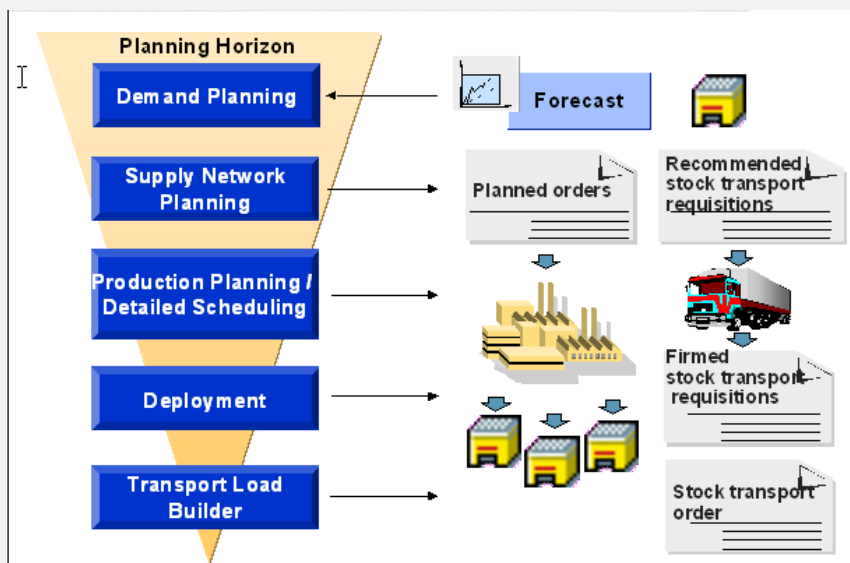 Planning Horizon
Demand Planning
Forecast
Supply Network
Planning
Planned orders
Recommended
stock transport
requisitions
Production Planning /
Detailed Scheduling
Deployment
Firmed
stock transport
requisitions
Transport Load
Builder
Stock transport
order